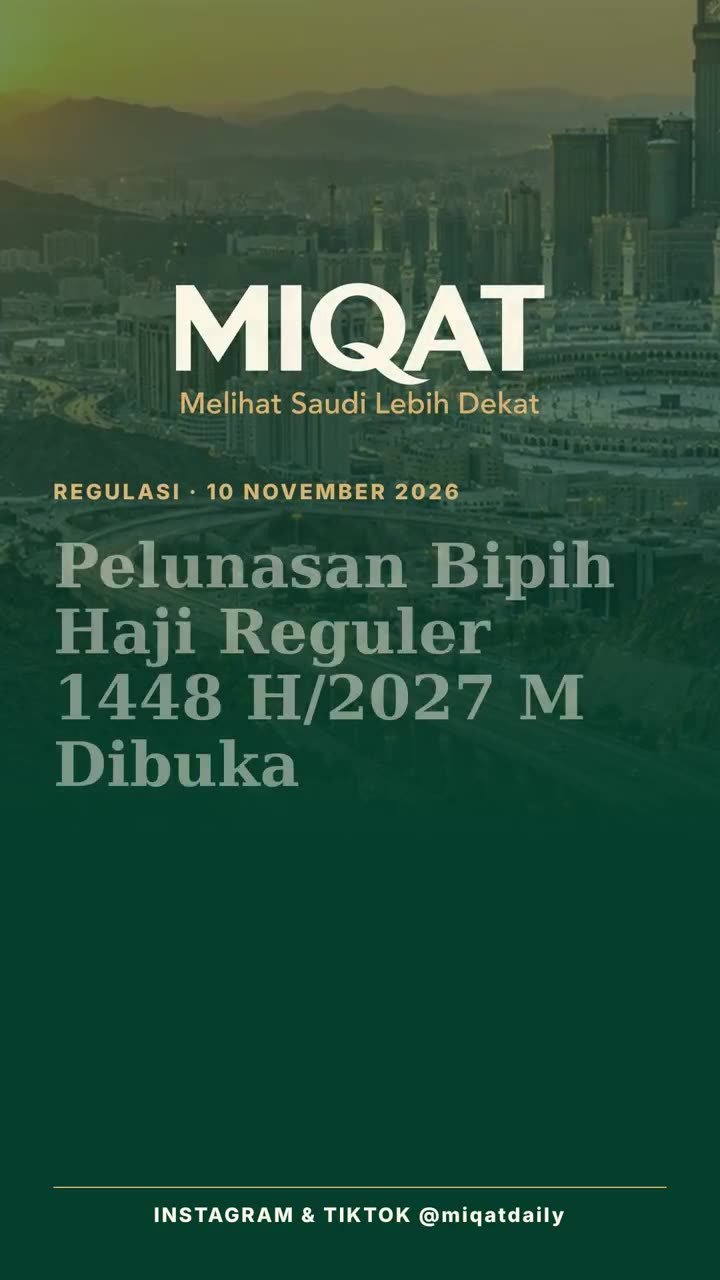 MIQAT
Melihat Saudi Lebih Dekat
REGULASI · 10 NOVEMBER 2026
Pelunasan Bipih
Haji Reguler
1448 H/2027 M
Dibuka
INSTAGRAM & TIKTOK @miqatdaily